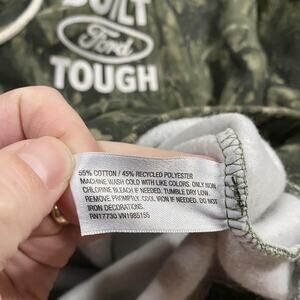 BUILT
Ford
TOUGH
55% COTTON / 45% RECYCLED POLYESTER
MACHINE WASH COLD WITH LIKE COLORS. ONLY NON
CHLORINE BLEACH IF NEEDED. TUMBLE DRY LOW.
REMOVE PROMPTLY. COOL IRON IF NEEDED. DO NOT
IRON DECORATIONS.
RN17730 VN1985155